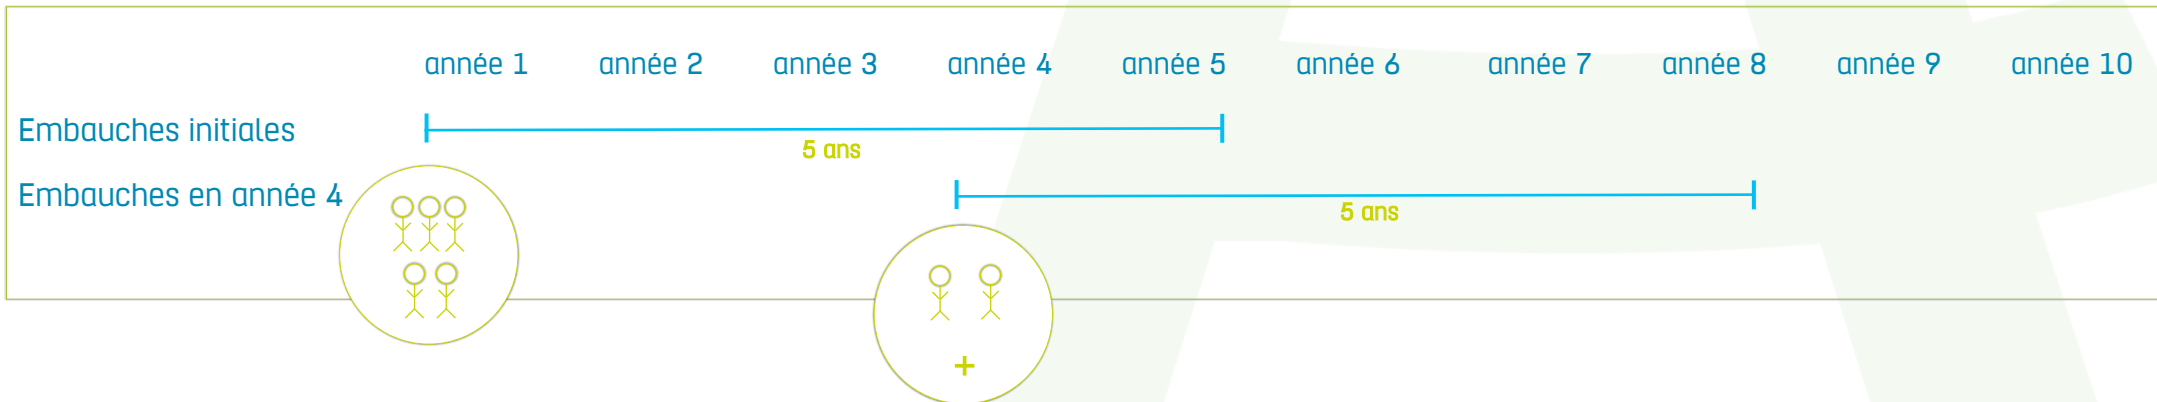 année 1 année 2 année 3 année 4 année 5 année 6 année 7 année 8 année 9 année 10
Embauches initiales
5 ans
Embauches en année 4
5 ans
+